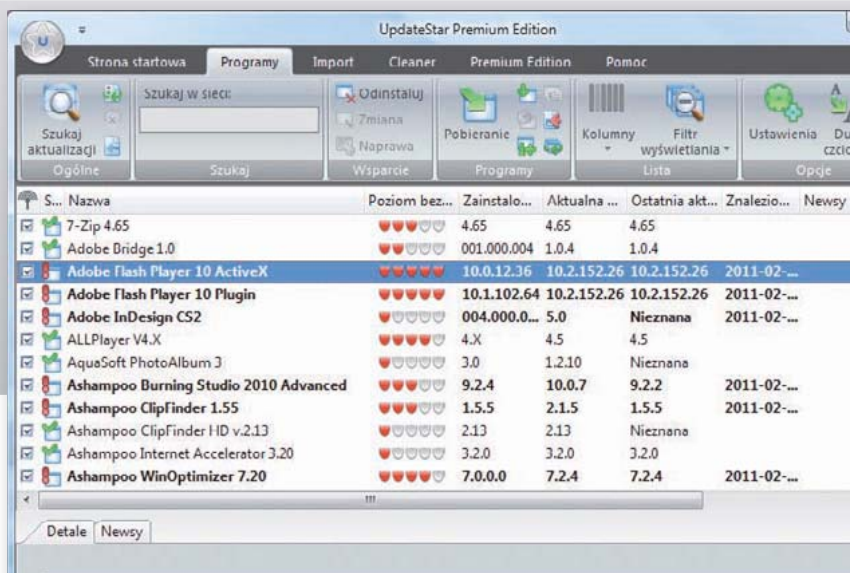 UpdateStar Premium Edition
Strona startowa Programy Import Cleaner Premium Edition Pomoc
Szukaj aktualizacji
Ogólne
Szukaj w sieci:
Szukaj
Odinstaluj
Zmiana
Naprawa
Wsparcie
Pobieranie
Programy
Kolumny
Filtr wyświetlania
Lista
Ustawienia
Opcje
S... Nazwa Poziom bez... Zainstalo... Aktualna ... Ostatnia akt... Znalezio... Newsy
7-Zip 4.65 4.65 4.65 4.65
Adobe Bridge 1.0 001.000.004 1.0.4 1.0.4
Adobe Flash Player 10 ActiveX 10.0.12.36 10.2.152.26 10.2.152.26 2011-02-...
Adobe Flash Player 10 Plugin 10.1.102.64 10.2.152.26 10.2.152.26 2011-02-...
Adobe InDesign CS2 004.000.0... 5.0 Nieznana 2011-02-...
ALLPlayer V4.X 4.X 4.5 4.5
AquaSoft PhotoAlbum 3 3.0 1.2.10 Nieznana
Ashampoo Burning Studio 2010 Advanced 9.2.4 10.0.7 9.2.2 2011-02-...
Ashampoo ClipFinder 1.55 1.5.5 2.1.5 1.5.5 2011-02-...
Ashampoo ClipFinder HD v.2.13 2.13 2.13 Nieznana
Ashampoo Internet Accelerator 3.20 3.2.0 3.2.0 3.2.0
Ashampoo WinOptimizer 7.20 7.0.0.0 7.2.4 7.2.4 2011-02-...
Detale Newsy